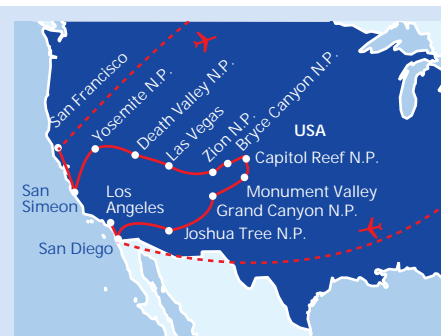 San Francisco
Yosemite N.P.
Death Valley N.P.
Las Vegas
Zion N.P.
Bryce Canyon N.P.
USA
Capitol Reef N.P.
Monument Valley
Grand Canyon N.P.
Joshua Tree N.P.
San
Simeon
Los
Angeles
San Diego